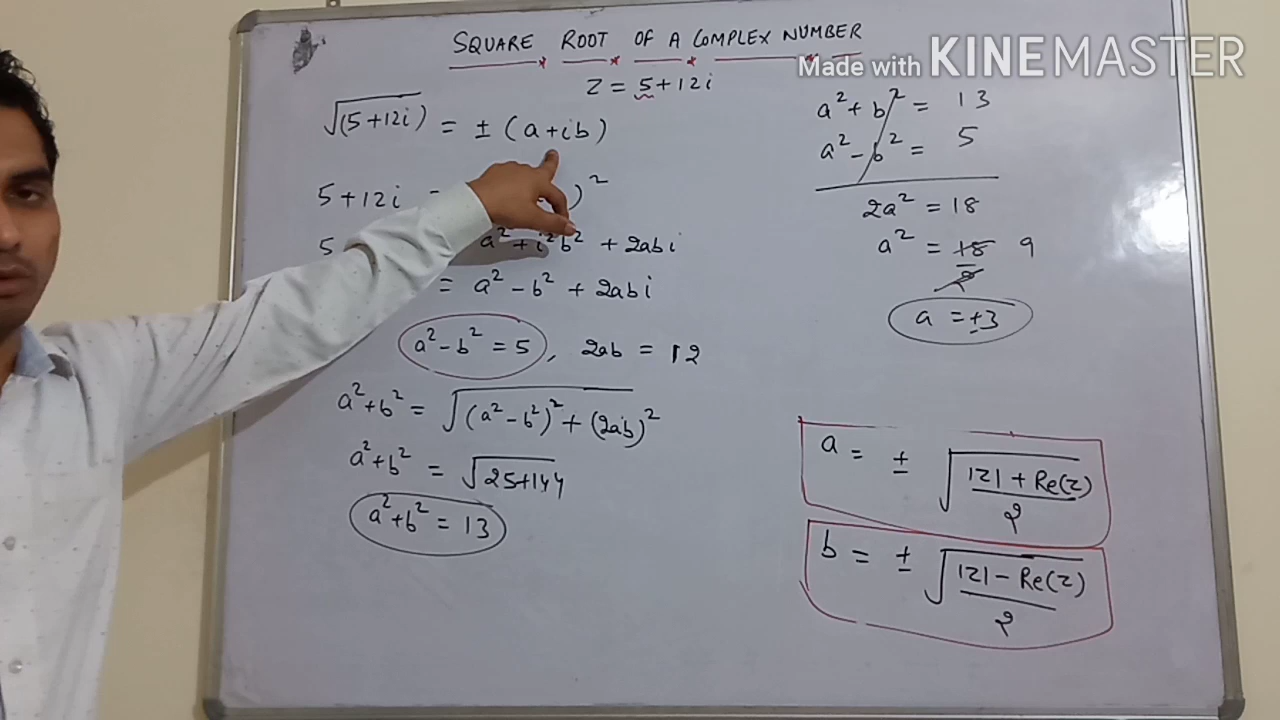 SQUARE ROOT OF A COMPLEX NUMBER
Made with KINEMASTER
z = 5+12i
√(5+12i) = ± (a+ib)
5+12i = )²
5 a² + i²b² + 2abi
= a² - b² + 2abi
a² - b² = 5, 2ab = 12
a² + b² = √(a² - b²)² + (2ab)²
a² + b² = √25+144
a² + b² = 13
a² + b² = 13
a² - b² = 5
2a² = 18
a² = 18/2 9
a = ±3
a = ± √|z| + Re(z)/2
b = ± √|z| - Re(z)/2